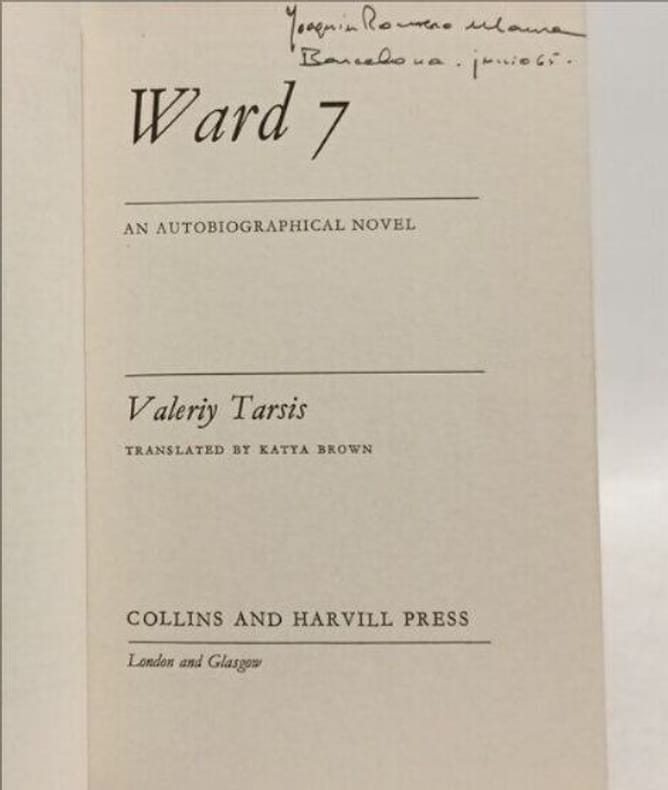 Joaquin Romero Maura
Barcelona. junio 65.
Ward 7
AN AUTOBIOGRAPHICAL NOVEL
Valeriy Tarsis
TRANSLATED BY KATYA BROWN
COLLINS AND HARVILL PRESS
London and Glasgow